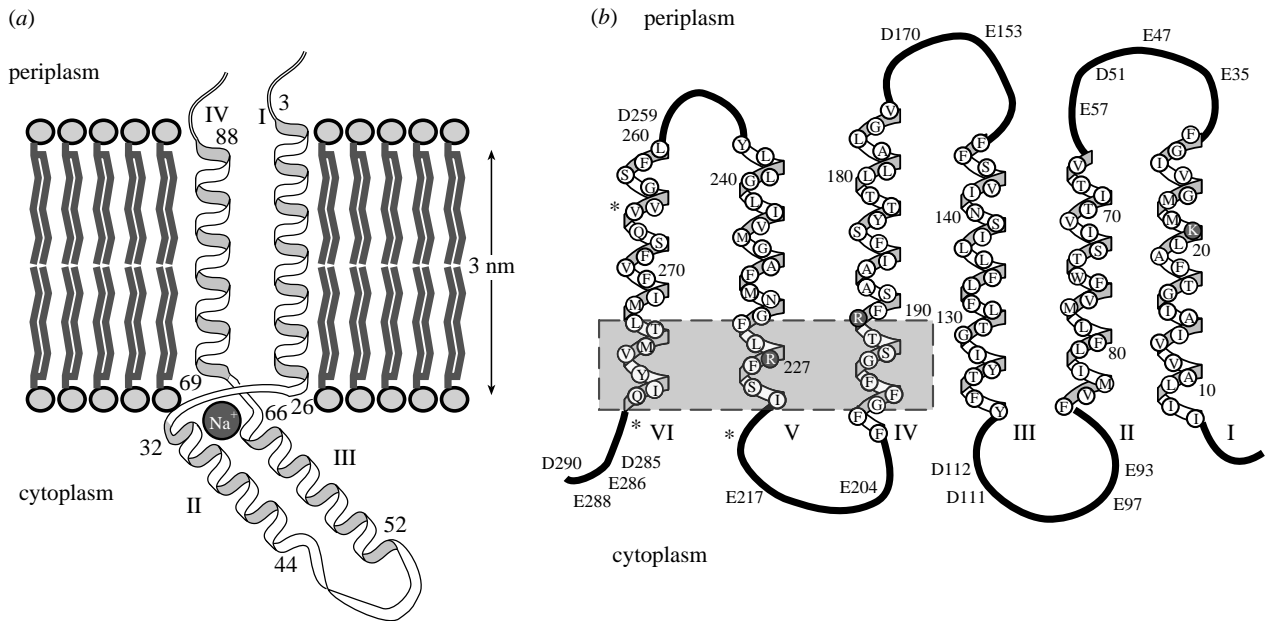 (a)
periplasm
IV
I
3
88
3 nm
69
26
66
Na+
32
III
cytoplasm
II
52
44
(b)
periplasm
D170
E153
E47
D51
E35
E57
D259
260
L
F
S
G
V
V
*
Q
S
F
V
270
F
I
M
T
L
M
V
Y
I
Q
*
VI
D290
D285
E286
E288
Y
L
240
G
L
I
L
V
M
G
A
F
N
M
G
F
L
R
227
F
S
I
*
V
E217
E204
V
G
L
A
180
L
L
T
T
Y
S
F
I
A
S
A
F
190
R
T
S
G
F
F
G
F
F
IV
F
F
S
V
I
140
N
S
I
L
L
F
L
L
F
130
T
G
I
Y
T
F
Y
III
D112
D111
V
I
T
T
70
V
I
S
T
F
W
V
M
L
F
80
L
I
M
V
F
II
E93
E97
F
G
I
V
G
M
M
K
20
L
A
F
T
G
A
I
I
V
A
L
10
I
I
I
cytoplasm